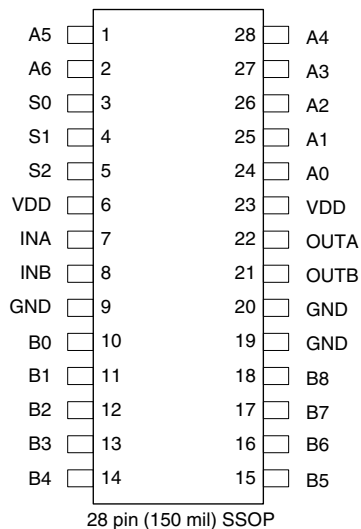 A5 1 28 A4
A6 2 27 A3
S0 3 26 A2
S1 4 25 A1
S2 5 24 A0
VDD 6 23 VDD
INA 7 22 OUTA
INB 8 21 OUTB
GND 9 20 GND
B0 10 19 GND
B1 11 18 B8
B2 12 17 B7
B3 13 16 B6
B4 14 15 B5
28 pin (150 mil) SSOP